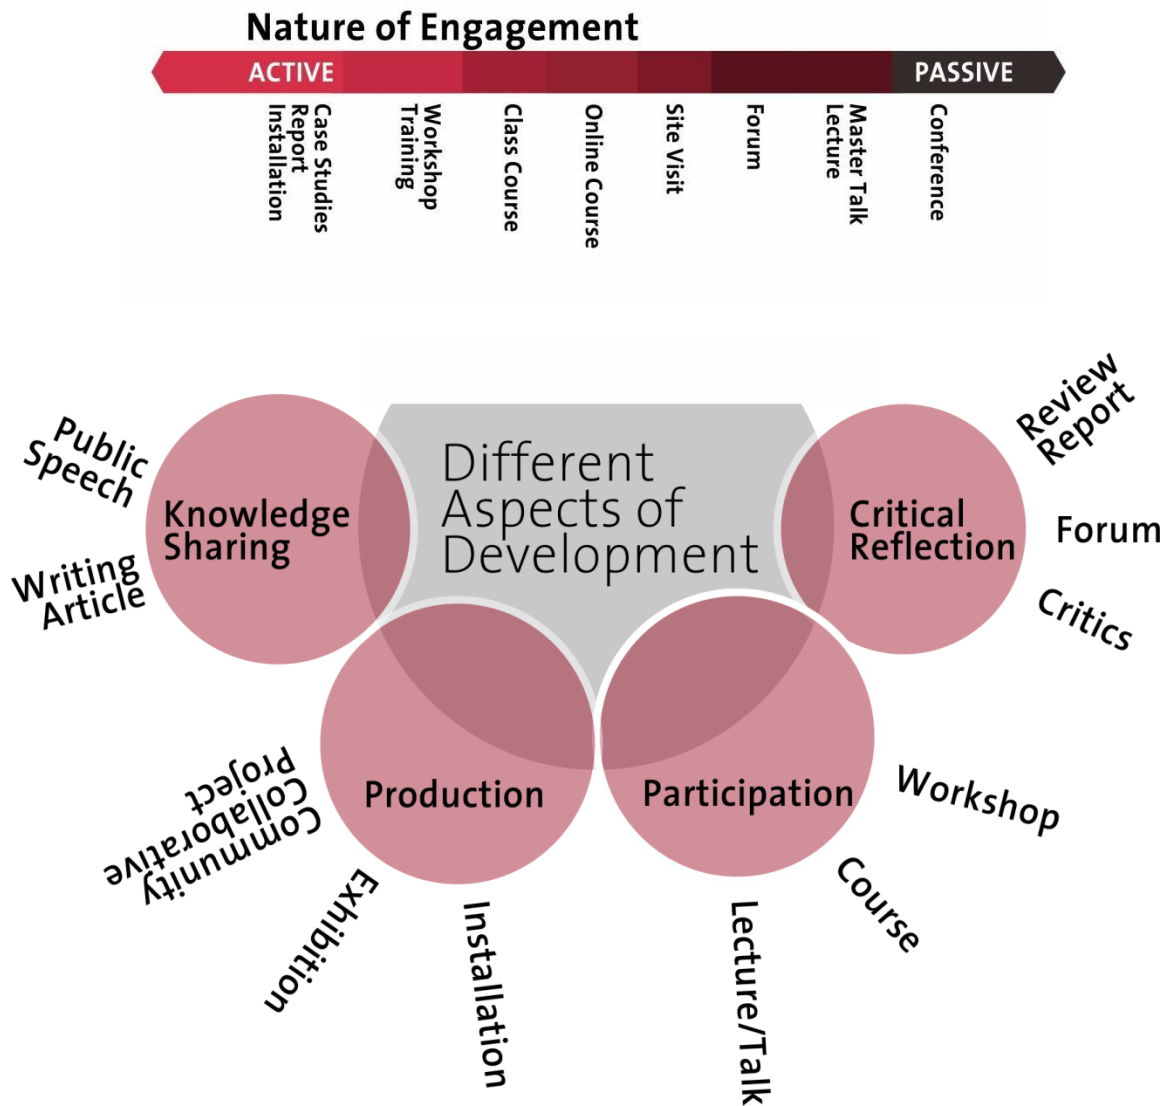 Nature of Engagement
ACTIVE
PASSIVE
Case Studies
Report
Installation
Workshop
Training
Class Course
Online Course
Site Visit
Forum
Master Talk
Lecture
Conference
Different
Aspects of
Development
Knowledge
Sharing
Public
Speech
Writing
Article
Production
Community
Collaborative
Project
Exhibition
Installation
Participation
Lecture/Talk
Course
Workshop
Critical
Reflection
Review
Report
Forum
Critics